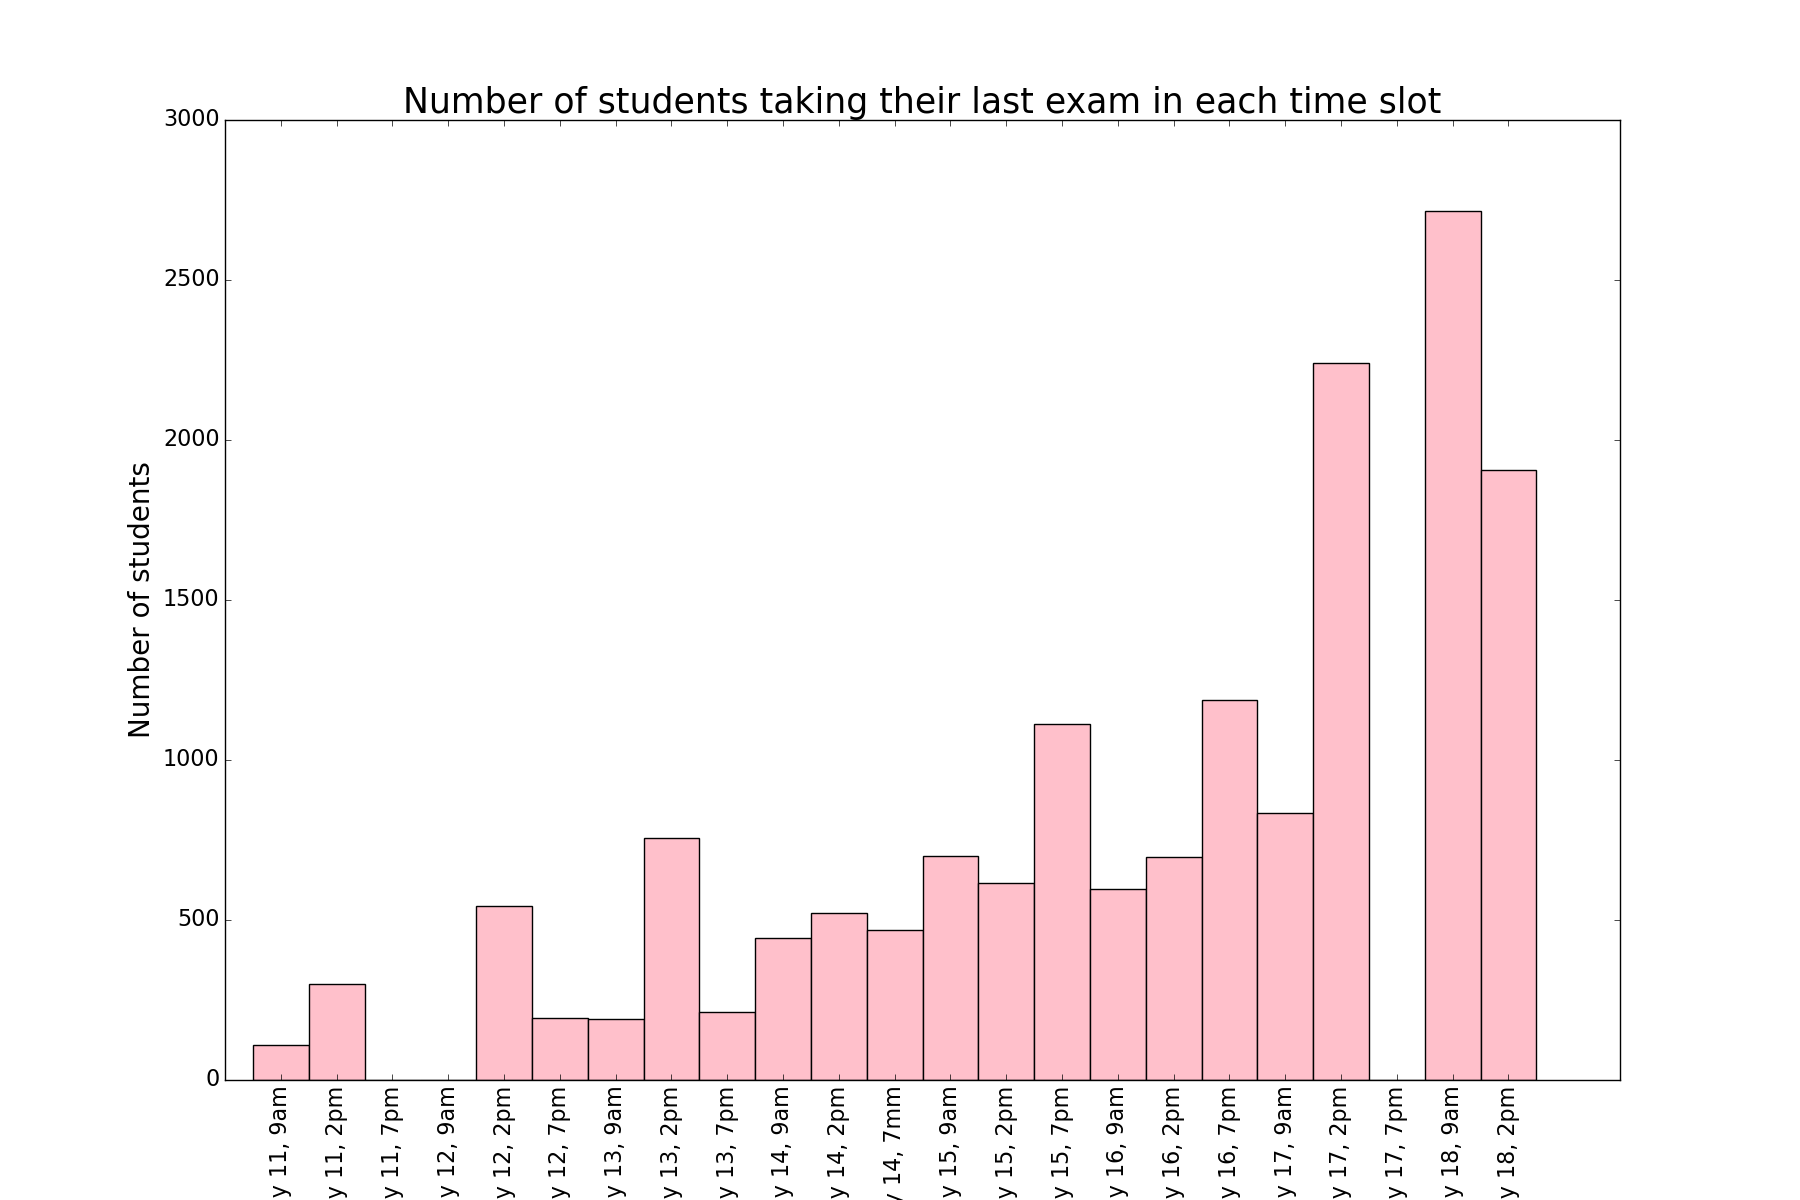 Number of students taking their last exam in each time slot
Number of students
3000
2500
2000
1500
1000
500
0
y 11, 9am
y 11, 2pm
y 11, 7pm
y 12, 9am
y 12, 2pm
y 12, 7pm
y 13, 9am
y 13, 2pm
y 13, 7pm
y 14, 9am
y 14, 2pm
y 14, 7mm
y 15, 9am
y 15, 2pm
y 15, 7pm
y 16, 9am
y 16, 2pm
y 16, 7pm
y 17, 9am
y 17, 2pm
y 17, 7pm
y 18, 9am
y 18, 2pm